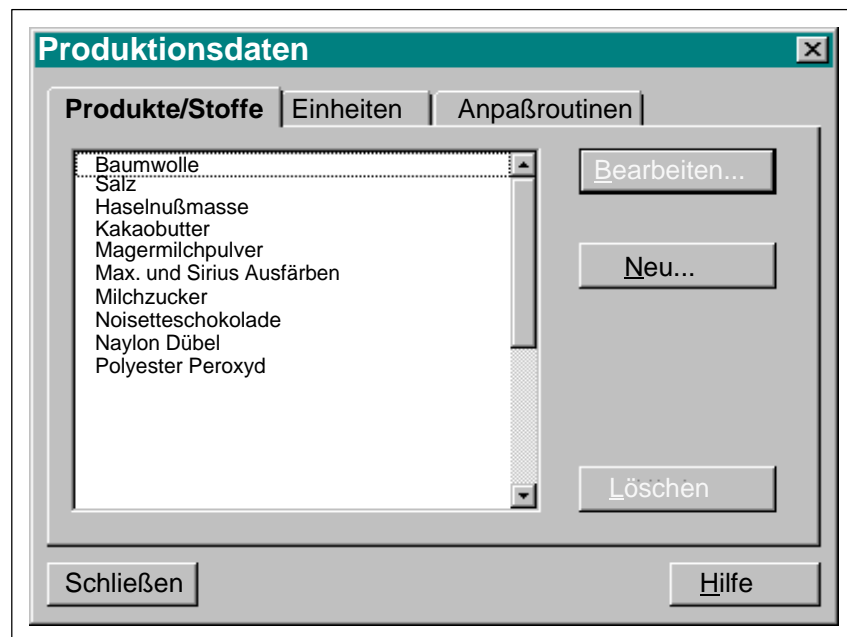 Produktionsdaten
Produkte/Stoffe Einheiten Anpaßroutinen
Baumwolle
Salz
Haselnußmasse
Kakaobutter
Magermilchpulver
Max. und Sirius Ausfärben
Milchzucker
Noisetteschokolade
Naylon Dübel
Polyester Peroxyd
Bearbeiten...
Neu...
Löschen
Schließen
Hilfe